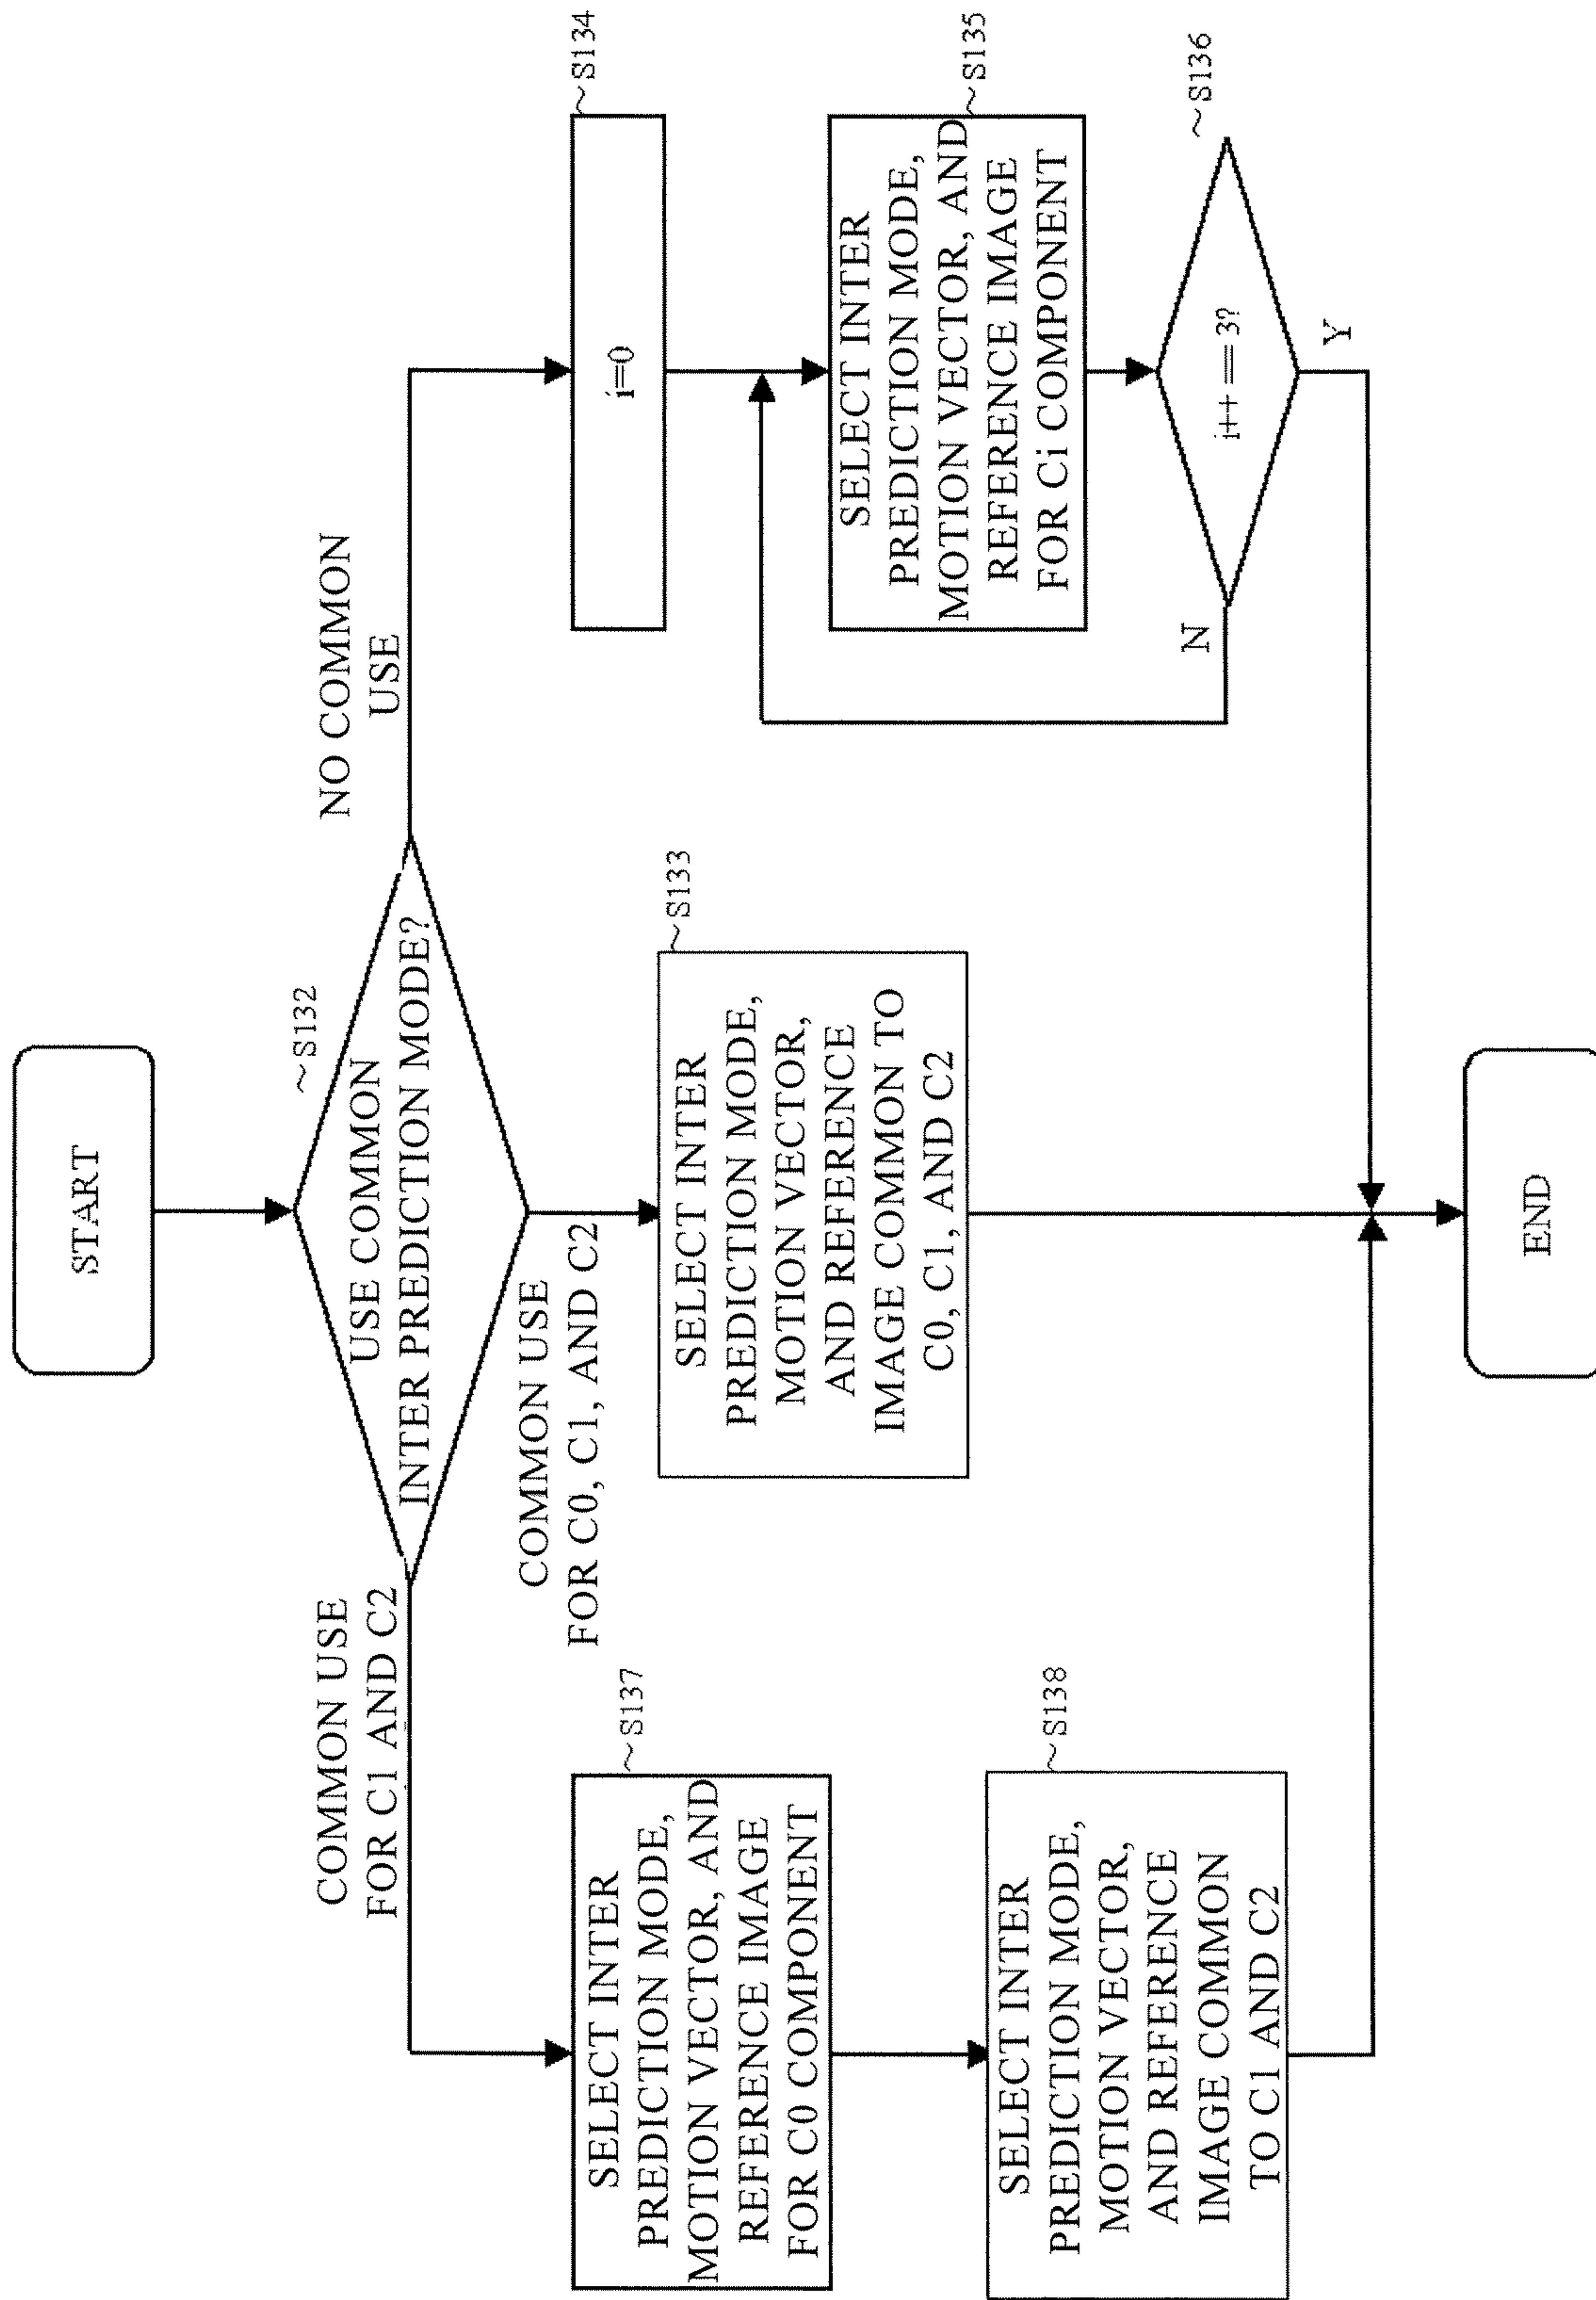 START
~S132
USE COMMON
INTER PREDICTION MODE?
COMMON USE
FOR C1 AND C2
COMMON USE
FOR C0, C1, AND C2
NO COMMON
USE
~S137
SELECT INTER
PREDICTION MODE,
MOTION VECTOR, AND
REFERENCE IMAGE
FOR C0 COMPONENT
~S138
SELECT INTER
PREDICTION MODE,
MOTION VECTOR,
AND REFERENCE
IMAGE COMMON
TO C1 AND C2
~S133
SELECT INTER
PREDICTION MODE,
MOTION VECTOR,
AND REFERENCE
IMAGE COMMON TO
C0, C1, AND C2
~S134
i=0
~S135
SELECT INTER
PREDICTION MODE,
MOTION VECTOR, AND
REFERENCE IMAGE
FOR Ci COMPONENT
~S136
i++ == 3?
N
Y
END